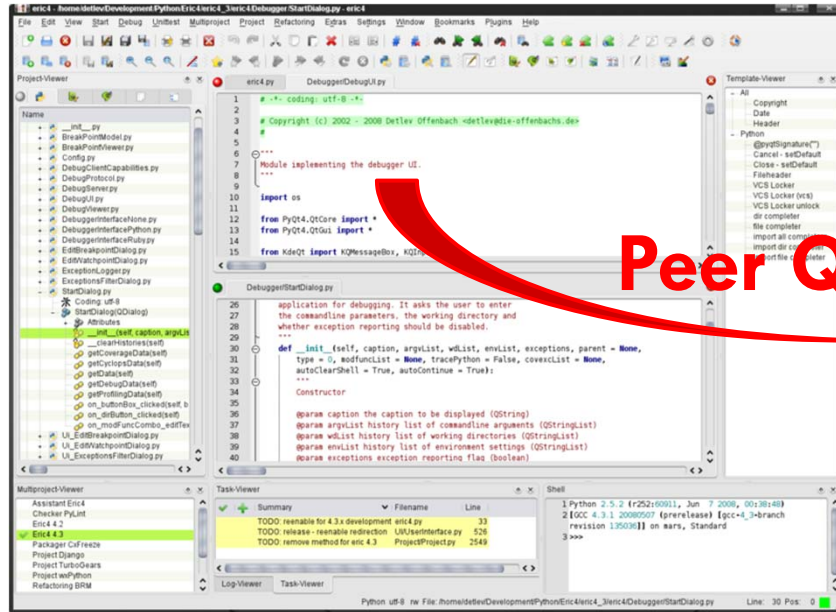 eric4 - /home/detlev/Development/Python/Eric4/eric4_3/eric4/Debugger/StartDialog.py - eric4
File Edit View Start Debug Unittest Multiproject Project Refactoring Extras Settings Window Bookmarks Plugins Help
Project-Viewer
Name
__init__.py
BreakPointModel.py
BreakPointViewer.py
Config.py
DebugClientCapabilities.py
DebugProtocol.py
DebugServer.py
DebugUI.py
DebugViewer.py
DebuggerInterfaceNone.py
DebuggerInterfacePython.py
DebuggerInterfaceRuby.py
EditBreakpointDialog.py
EditWatchpointDialog.py
ExceptionLogger.py
ExceptionsFilterDialog.py
StartDialog.py
Coding: utf-8
StartDialog(QDialog)
Attributes
__init__(self, caption, argvLis
__clearHistories(self)
getCoverageData(self)
getCyclopsData(self)
getData(self)
getDebugData(self)
getProfilingData(self)
on_buttonBox_clicked(self, b
on_dirButton_clicked(self)
on_modFuncCombo_editTex
Ui_EditBreakpointDialog.py
Ui_EditWatchpointDialog.py
Ui_ExceptionsFilterDialog.py
eric4.py Debugger/DebugUI.py
1 # -*- coding: utf-8 -*-
2
3 # Copyright (c) 2002 - 2008 Detlev Offenbach <detlev@die-offenbachs.de>
4 #
5
6 """
7 Module implementing the debugger UI.
8 """
9
10 import os
11
12 from PyQt4.QtCore import *
13 from PyQt4.QtGui import *
14
15 from KdeQt import KQMessageBox,
Peer Q
Debugger/StartDialog.py
26 application for debugging. It asks the user to enter
27 the commandline parameters, the working directory and
28 whether exception reporting should be disabled.
29 """
30 def __init__(self, caption, argvList, wdList, envList, exceptions, parent = None,
31 type = 0, modfuncList = None, tracePython = False, covexcList = None,
32 autoClearShell = True, autoContinue = True):
33 """
34 Constructor
35
36 @param caption the caption to be displayed (QString)
37 @param argvList history list of commandline arguments (QStringList)
38 @param wdList history list of working directories (QStringList)
39 @param envList history list of environment settings (QStringList)
40 @param exceptions exception reporting flag (boolean)
Template-Viewer
All
Copyright
Date
Header
Python
@pyqtSignature("")
Cancel - setDefault
Close - setDefault
Fileheader
VCS Locker
VCS Locker (vcs)
VCS Locker unlock
dir completer
file completer
import all
import dir
file completer
Multiproject-Viewer
Assistant Eric4
Checker PyLint
Eric4 4.2
Eric4 4.3
Packager CxFreeze
Project Django
Project TurboGears
Project wxPython
Refactoring BRM
Task-Viewer
Summary Filename Line
TODO: reenable for 4.3.x development eric4.py 33
TODO: release - reenable redirection UI/UserInterface.py 526
TODO: remove method for eric 4.3 Project/Project.py 2549
Log-Viewer Task-Viewer
Shell
1 Python 2.5.2 (r252:60911, Jun 7 2008, 00:38:48)
2 [GCC 4.3.1 20080507 (prerelease) [gcc-4_3-branch
revision 135036]] on mars, Standard
3 >>>
Python utf-8 rw File: /home/detlev/Development/Python/Eric4/eric4_3/eric4/Debugger/StartDialog.py Line: 30 Pos: 0